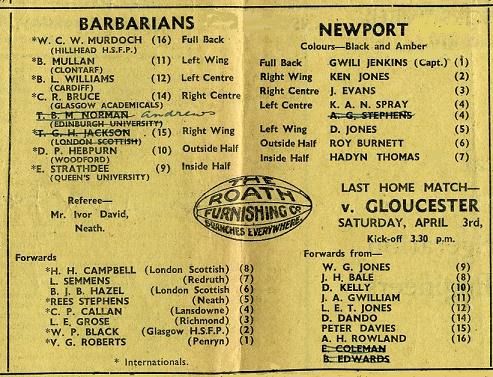 BARBARIANS
*W. C. W. MURDOCH (16) Full Back
(HILLHEAD H.S.F.P.)
*B. MULLAN (11) Left Wing
(CLONTARF)
*B. L. WILLIAMS (12) Left Centre
(CARDIFF)
*C. R. BRUCE (14) Right Centre
(GLASGOW ACADEMICALS)
T. B. M. NORMAN Andrews
(EDINBURGH UNIVERSITY)
*T. G. H. JACKSON (15) Right Wing
(LONDON SCOTTISH)
*D. P. HEPBURN (10) Outside Half
(WOODFORD)
*E. STRATHDEE (9) Inside Half
(QUEEN'S UNIVERSITY)
Referee—
Mr. Ivor David,
Neath.
Forwards
*H. H. CAMPBELL (London Scottish) (8)
L. SEMMENS (Redruth) (7)
B. J. B. HAZEL (London Scottish) (6)
*REES STEPHENS (Neath) (5)
*C. P. CALLAN (Lansdowne) (4)
L. E. GROSE (Richmond) (3)
*W. P. BLACK (Glasgow H.S.F.P.) (2)
*V. G. ROBERTS (Penryn) (1)
* Internationals.
THE
ROATH
FURNISHING CO
BRANCHES EVERYWHERE
NEWPORT
Colours—Black and Amber
Full Back GWILI JENKINS (Capt.) (1)
Right Wing KEN JONES (2)
Right Centre J. EVANS (3)
Left Centre K. A. N. SPRAY (4)
A. G. STEPHENS (4)
Left Wing D. JONES (5)
Outside Half ROY BURNETT (6)
Inside Half HADYN THOMAS (7)
LAST HOME MATCH—
v. GLOUCESTER
SATURDAY, APRIL 3rd,
Kick-off 3.30 p.m.
Forwards from—
W. G. JONES (9)
J. H. BALE (8)
D. KELLY (10)
J. A. GWILLIAM (11)
L. E. T. JONES (12)
D. DANDO (14)
PETER DAVIES (15)
A. H. ROWLAND (16)
E. COLEMAN
B. EDWARDS